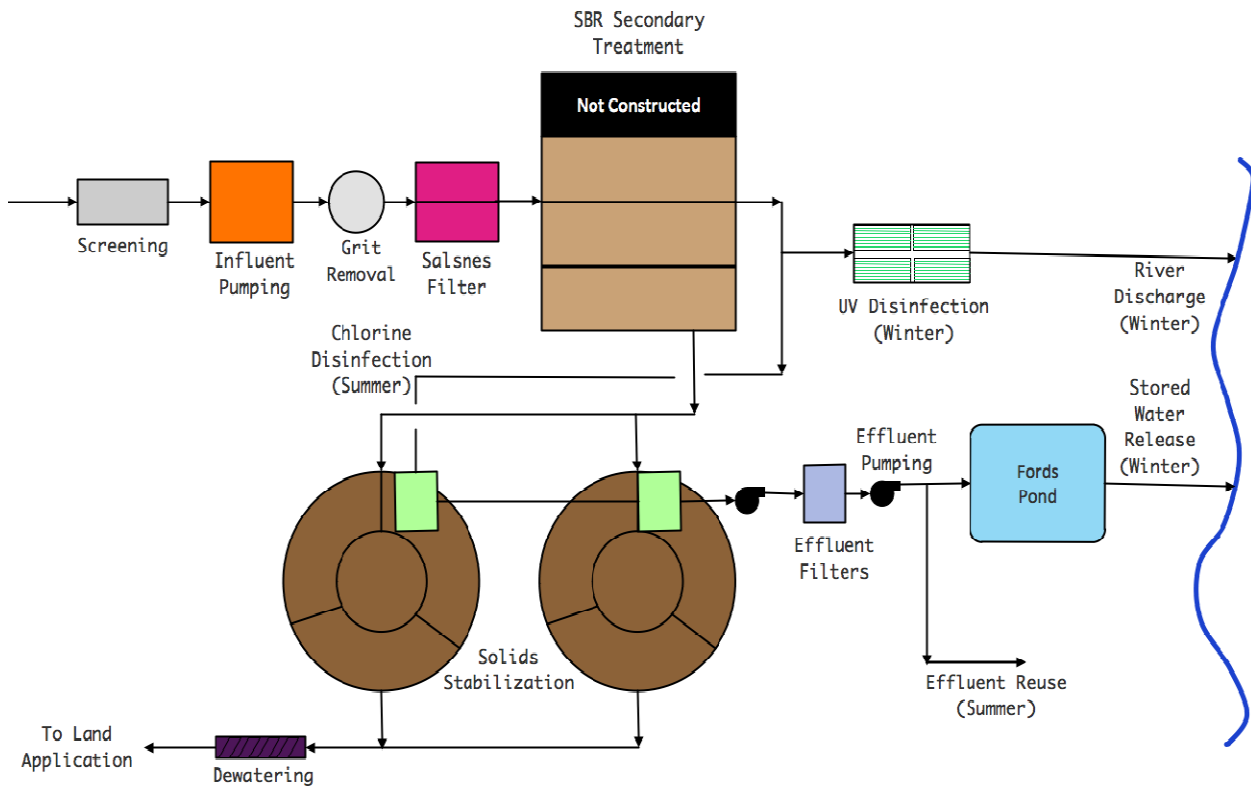 SBR Secondary
Treatment
Not Constructed
Screening
Influent
Pumping
Grit
Removal
Salsnes
Filter
UV Disinfection
(Winter)
River
Discharge
(Winter)
Chlorine
Disinfection
(Summer)
Stored
Water
Release
(Winter)
Effluent
Pumping
Fords
Pond
Effluent
Filters
Solids
Stabilization
Effluent Reuse
(Summer)
To Land
Application
Dewatering